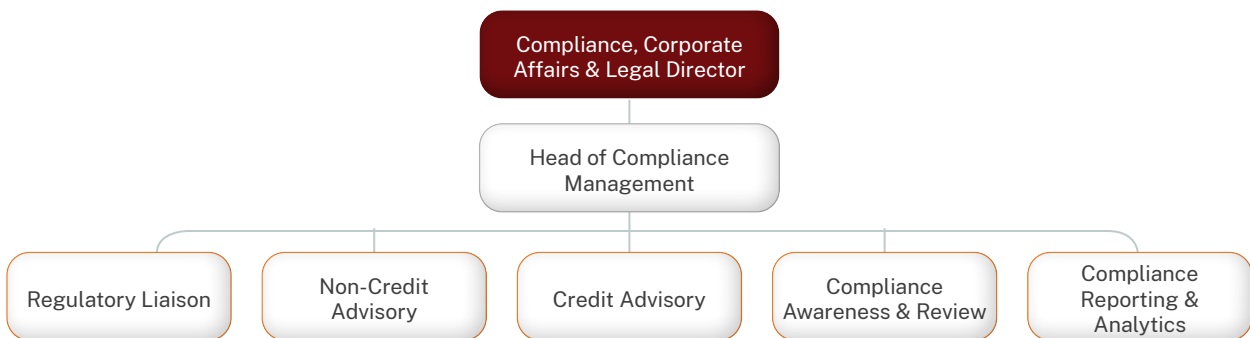 Compliance, Corporate
Affairs & Legal Director
Head of Compliance
Management
Regulatory Liaison
Non-Credit
Advisory
Credit Advisory
Compliance
Awareness & Review
Compliance
Reporting &
Analytics